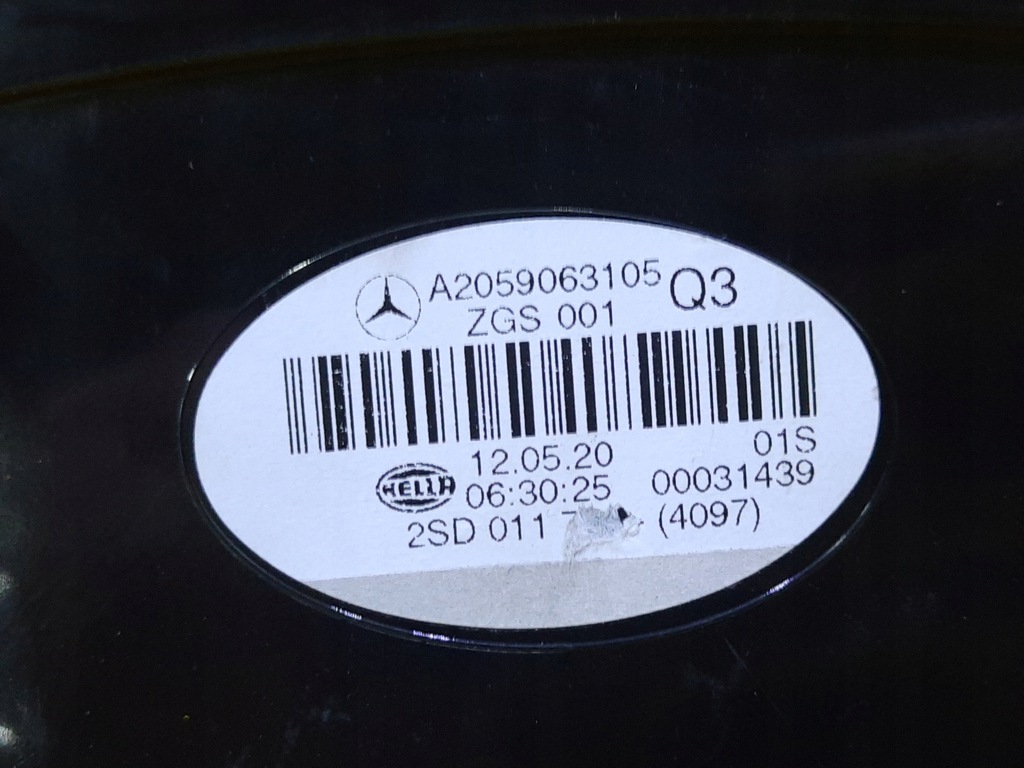 A2059063105 Q3
ZGS 001
01S
12.05.20
HELLA 06:30:25 00031439
2SD 011 (4097)